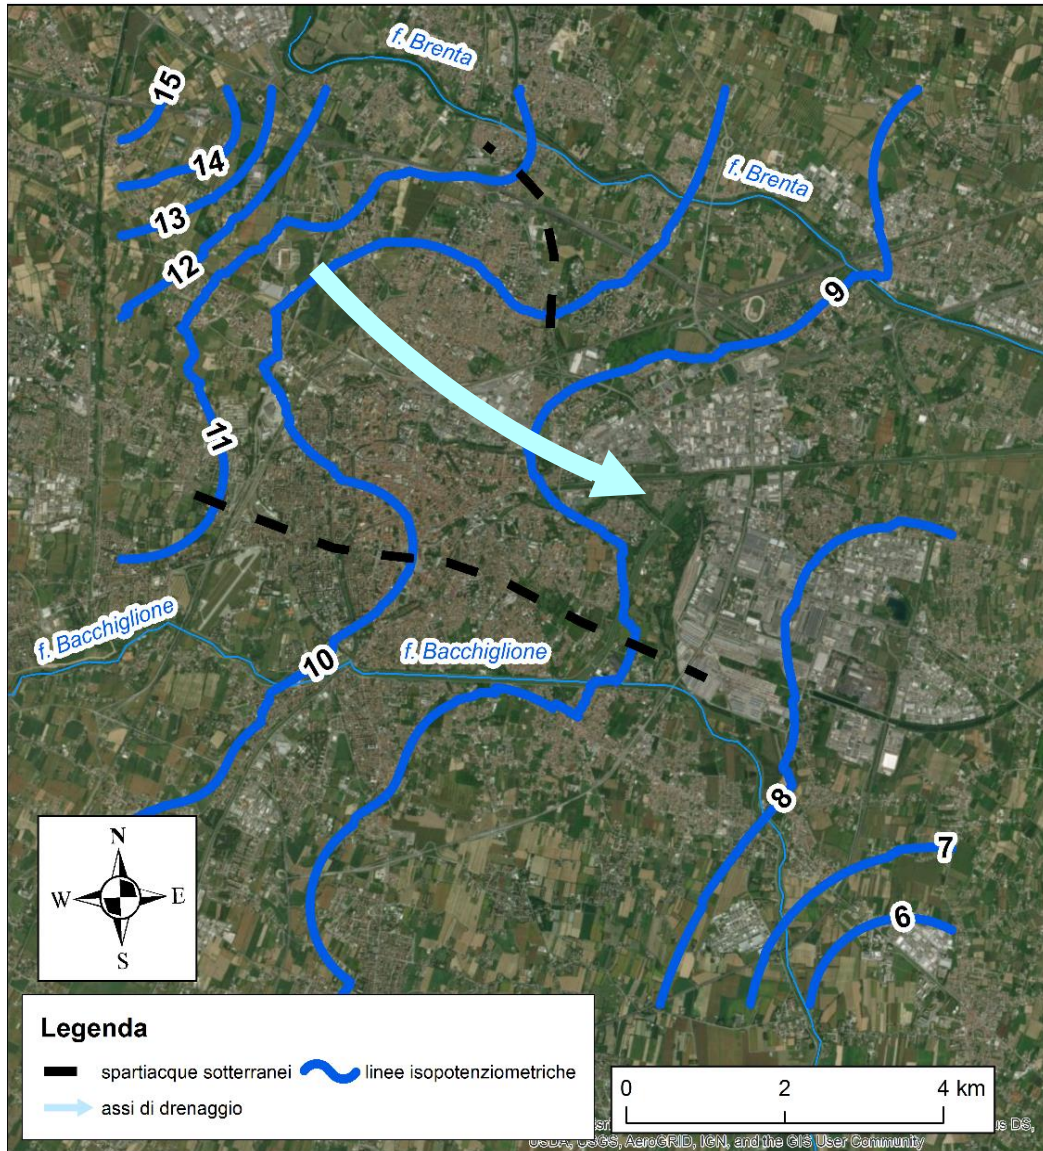 f. Brenta
15
14
f. Brenta
13
12
9
11
f. Bacchiglione
f. Bacchiglione
10
8
7
6
N
W
E
S
Legenda
spartiacque sotterranei
linee isopotenziometriche
assi di drenaggio
0 2 4 km
DS,
USDA, USGS, AeroGRID, IGN, and the GIS User Community